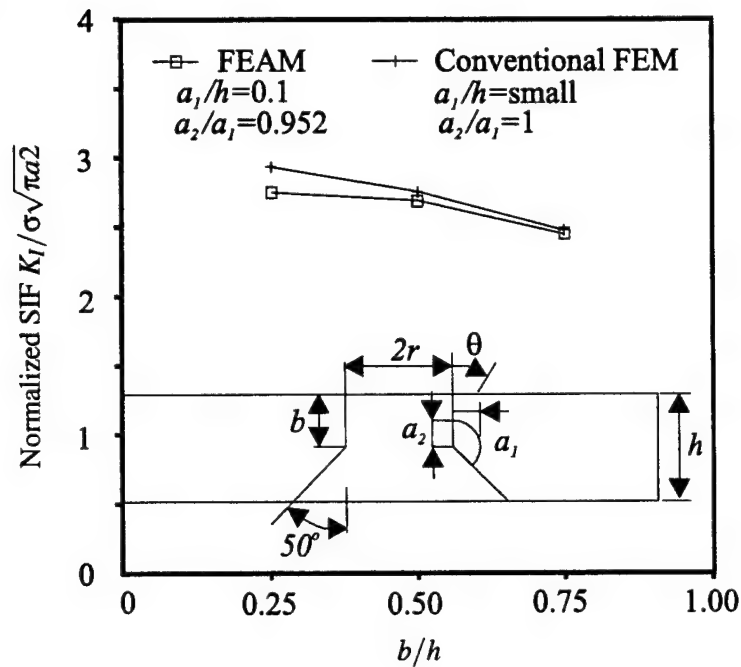 4
FEAM
a₁/h=0.1
a₂/a₁=0.952
Conventional FEM
a₁/h=small
a₂/a₁=1
3
2
1
0
Normalized SIF K_I/σ√πa2
2r
θ
b
a₂
a₁
h
50°
0
0.25
0.50
0.75
1.00
b/h